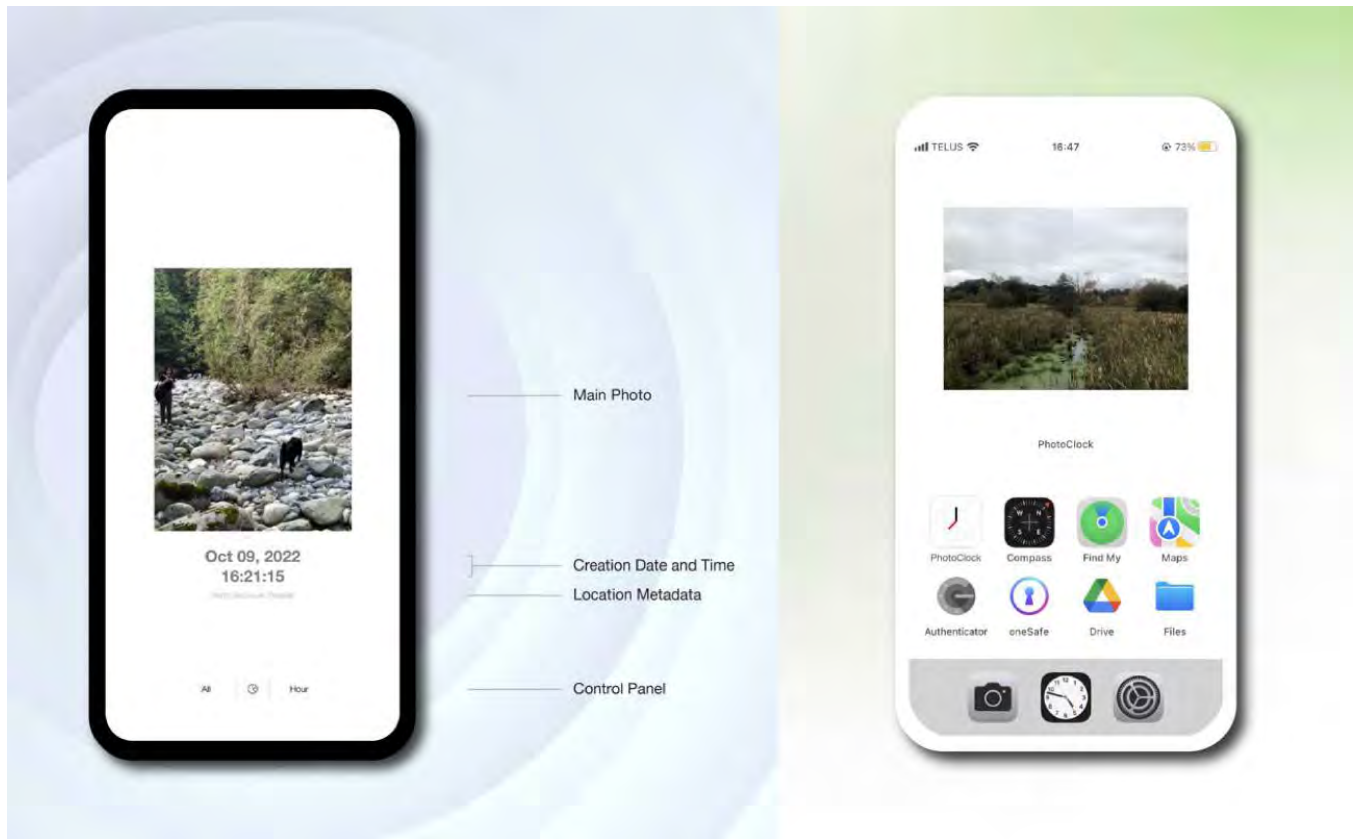 Oct 09, 2022
16:21:15
All
Hour
Main Photo
Creation Date and Time
Location Metadata
Control Panel
TELUS 16:47 73%
PhotoClock
PhotoClock Compass Find My Maps
Authenticator oneSafe Drive Files